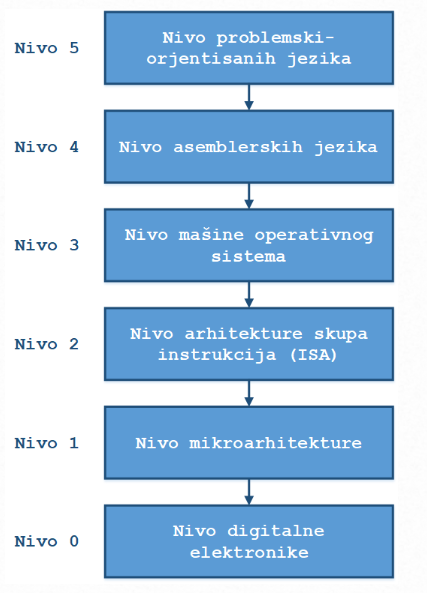 Nivo 5
Nivo problemski-
orjentisanih jezika
Nivo 4
Nivo asemblerskih jezika
Nivo 3
Nivo mašine operativnog
sistema
Nivo 2
Nivo arhitekture skupa
instrukcija (ISA)
Nivo 1
Nivo mikroarhitekture
Nivo 0
Nivo digitalne
elektronike